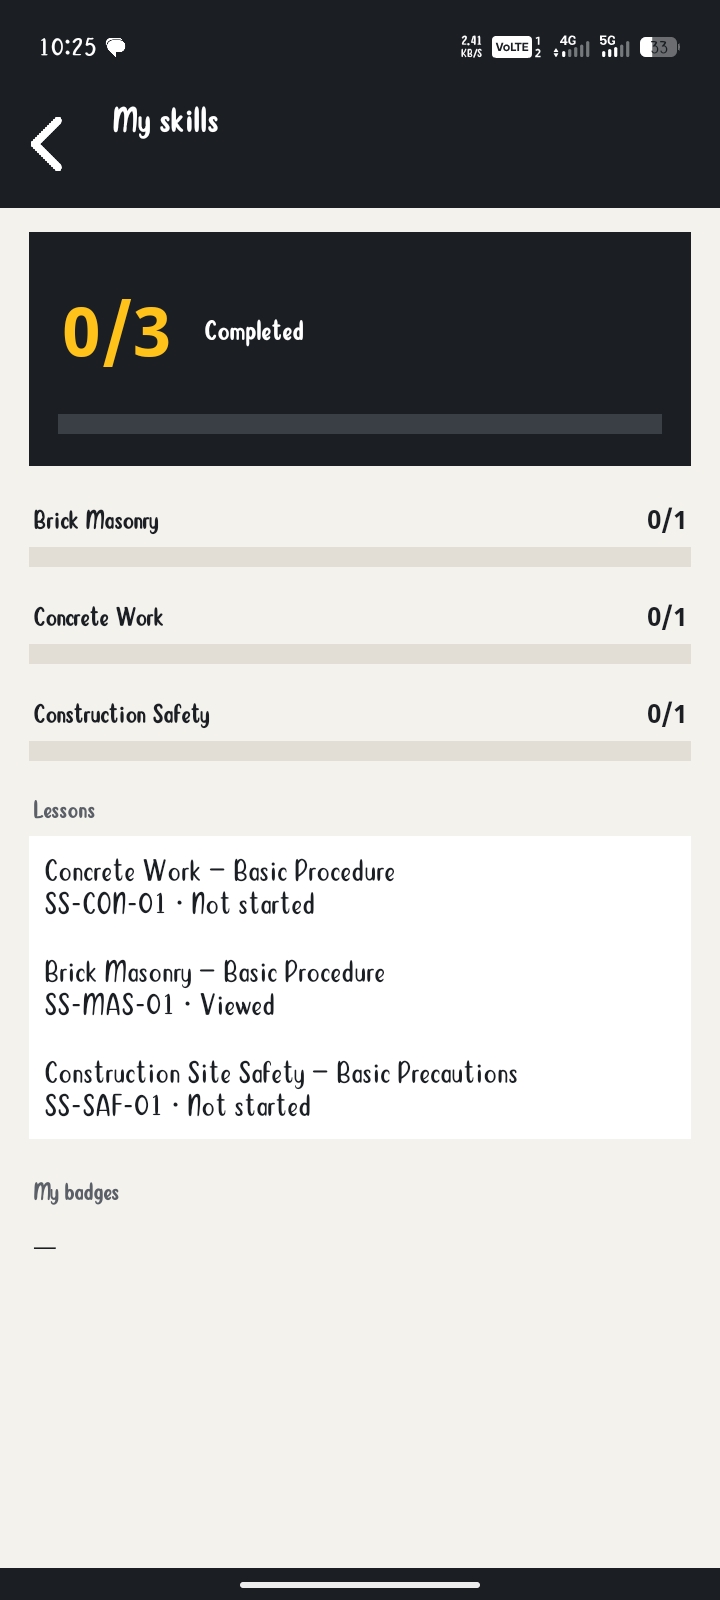 10:25
2.41
KB/S
VoLTE
1
2
4G
5G
33
My skills
0/3 Completed
Brick Masonry 0/1
Concrete Work 0/1
Construction Safety 0/1
Lessons
Concrete Work – Basic Procedure
SS-CON-01 · Not started
Brick Masonry – Basic Procedure
SS-MAS-01 · Viewed
Construction Site Safety – Basic Precautions
SS-SAF-01 · Not started
My badges
—